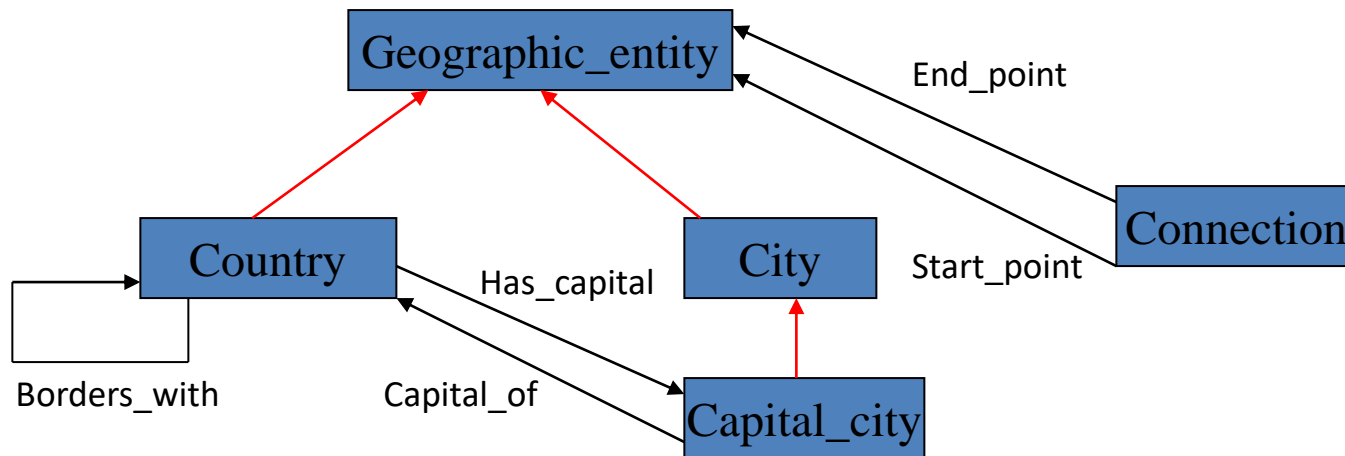 Geographic_entity
End_point
Connection
Country
City
Start_point
Has_capital
Borders_with
Capital_of
Capital_city